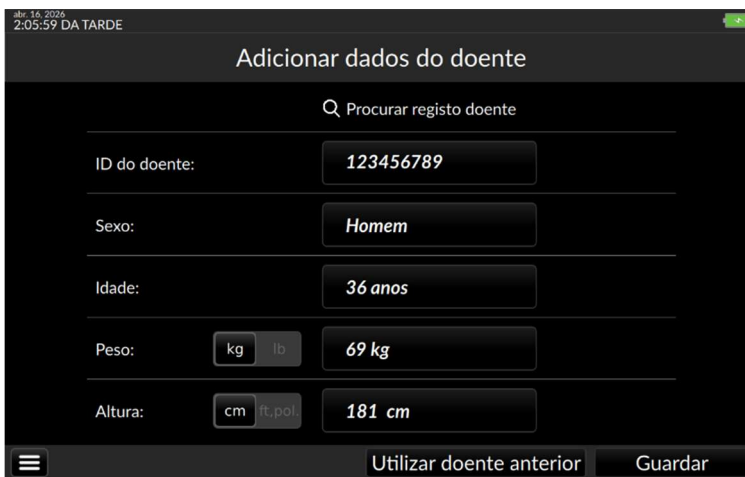 abr. 16, 2026
2:05:59 DA TARDE
Adicionar dados do doente
Procurar registo doente
ID do doente: 123456789
Sexo: Homem
Idade: 36 anos
Peso: kg lb 69 kg
Altura: cm ft,pol. 181 cm
Utilizar doente anterior Guardar